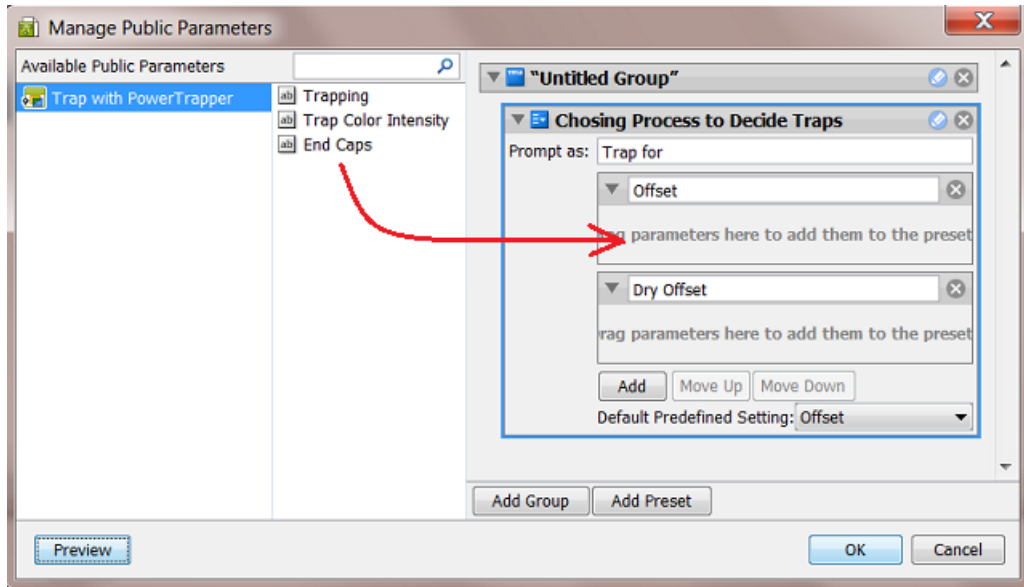 Manage Public Parameters
Available Public Parameters
Trap with PowerTrapper
ab Trapping
ab Trap Color Intensity
ab End Caps
"Untitled Group"
Chosing Process to Decide Traps
Prompt as: Trap for
Offset
parameters here to add them to the preset
Dry Offset
rag parameters here to add them to the preset
Add Move Up Move Down
Default Predefined Setting: Offset
Add Group Add Preset
Preview OK Cancel